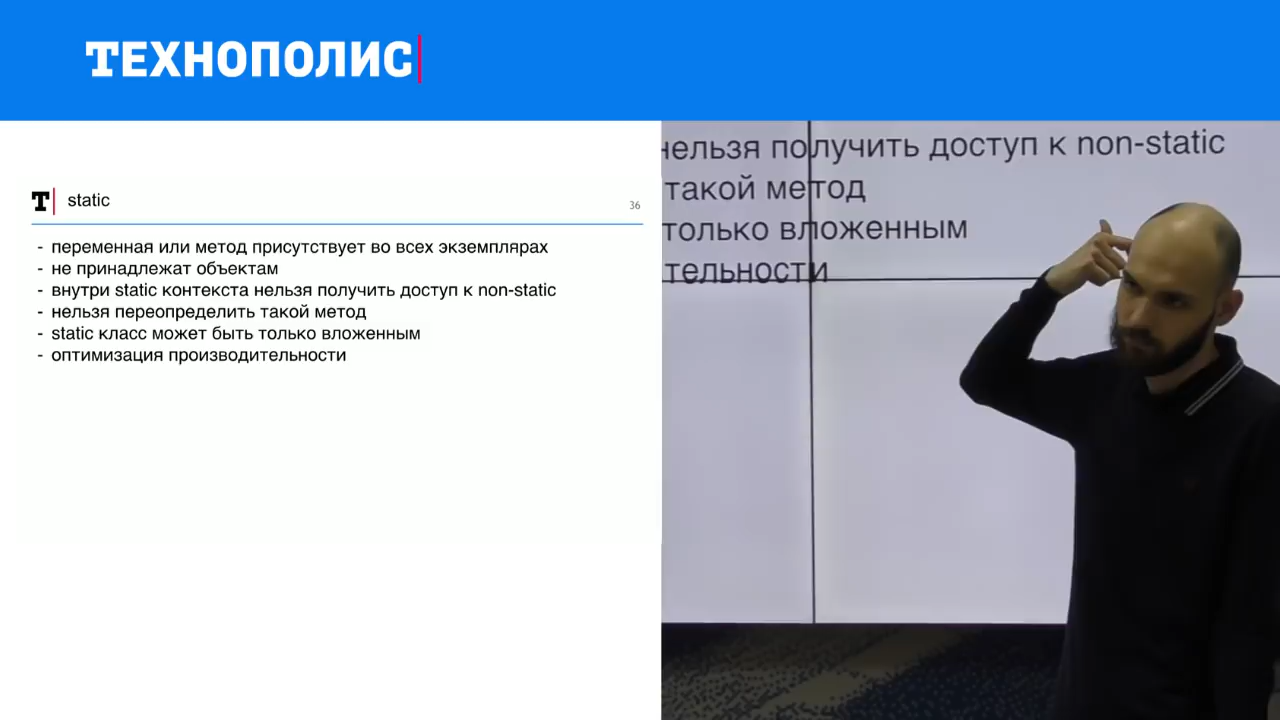 ТЕХНОПОЛИС
T static
36
- переменная или метод присутствует во всех экземплярах
- не принадлежат объектам
- внутри static контекста нельзя получить доступ к non-static
- нельзя переопределить такой метод
- static класс может быть только вложенным
- оптимизация производительности
нельзя получить доступ к non-static
такой метод
только вложенным
тельности